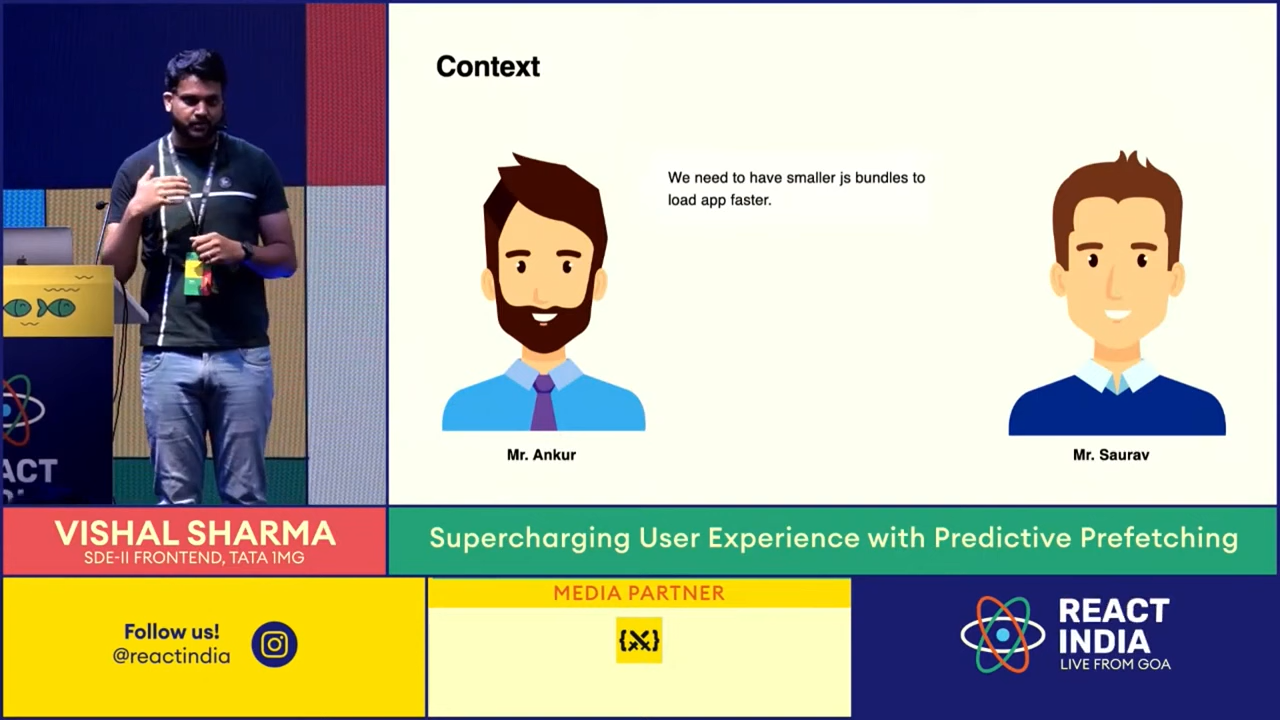 Context
We need to have smaller js bundles to
load app faster.
Mr. Ankur
Mr. Saurav
VISHAL SHARMA
SDE-II FRONTEND, TATA 1MG
Supercharging User Experience with Predictive Prefetching
Follow us!
@reactindia
MEDIA PARTNER
{X}
REACT
INDIA
LIVE FROM GOA
ACT